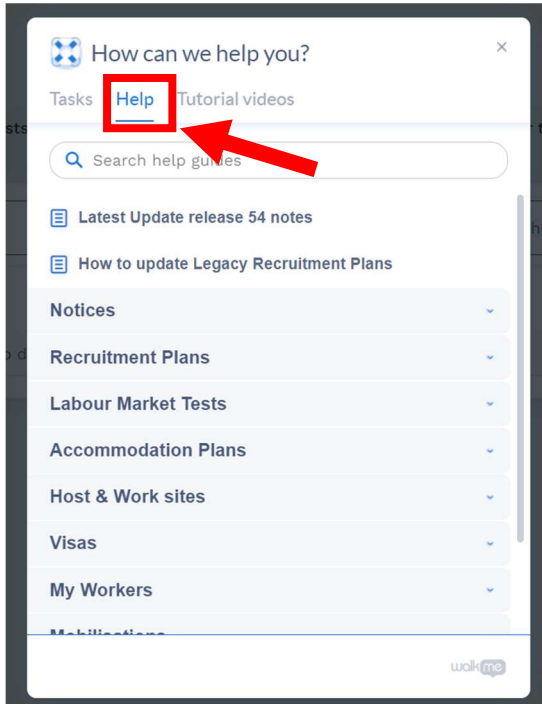 How can we help you?
Tasks Help Tutorial videos
Search help guides
Latest Update release 54 notes
How to update Legacy Recruitment Plans
Notices
Recruitment Plans
Labour Market Tests
Accommodation Plans
Host & Work sites
Visas
My Workers
Mobilisations
walkme